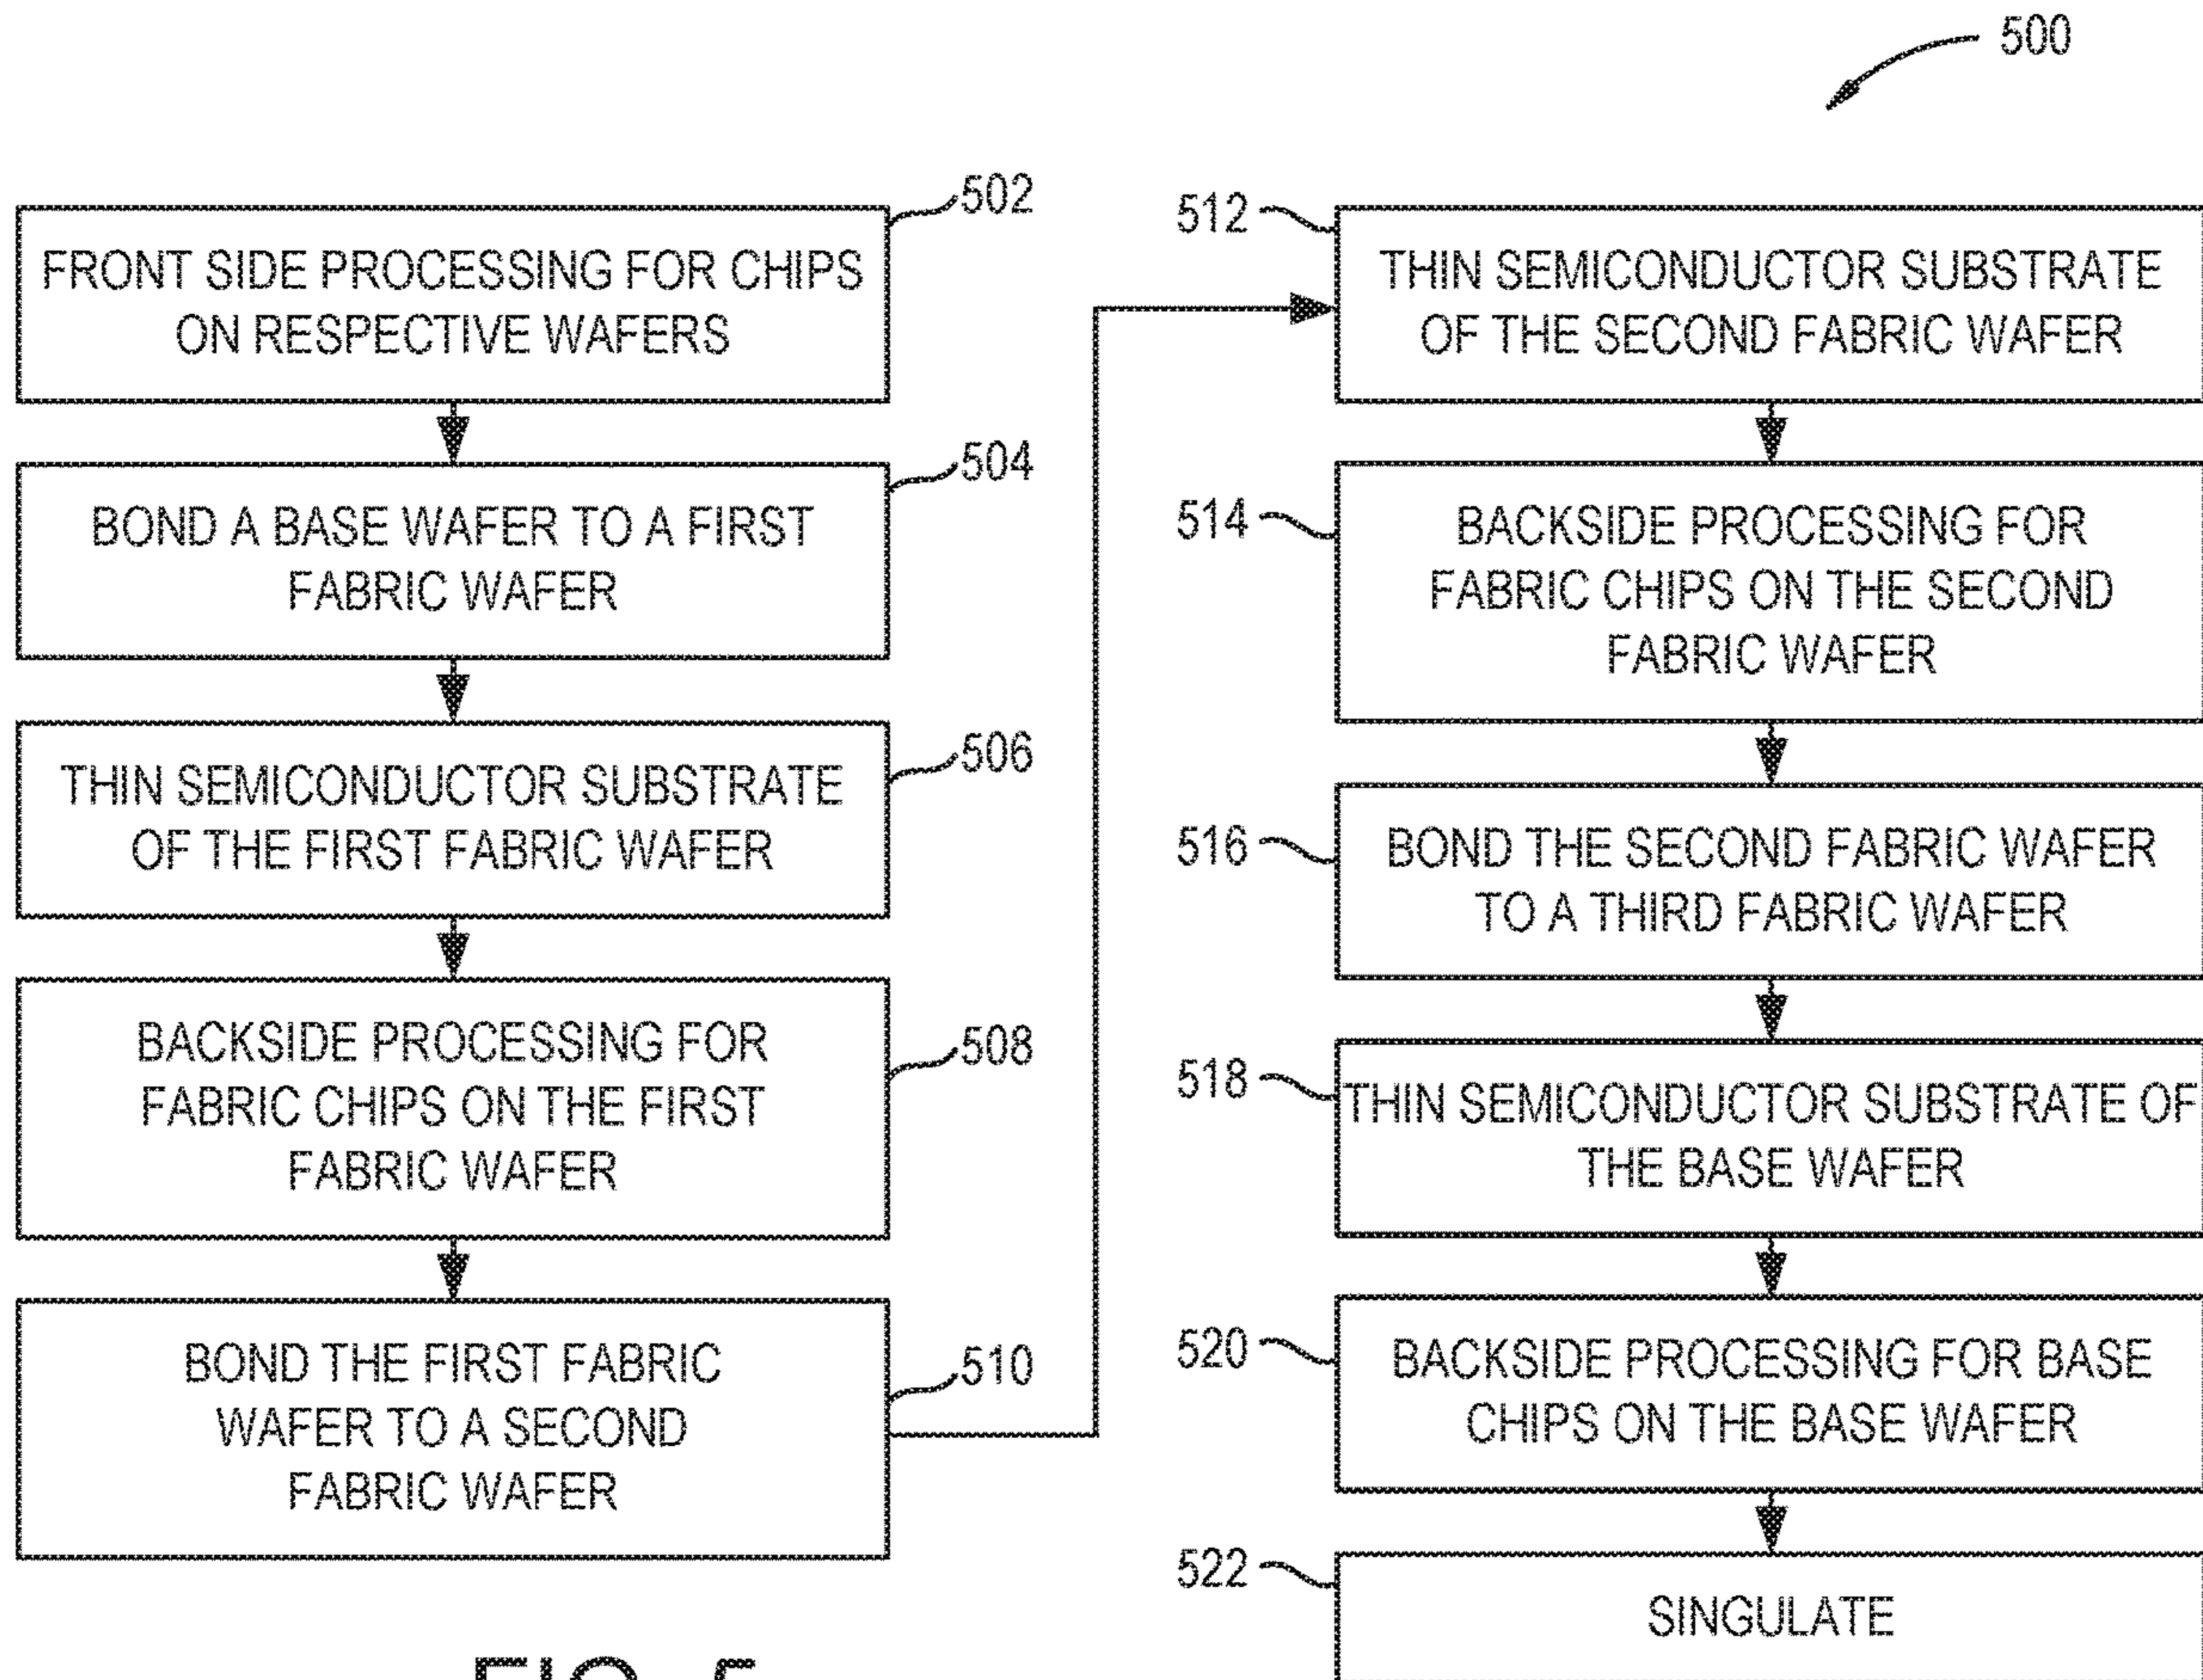 500
502
FRONT SIDE PROCESSING FOR CHIPS
ON RESPECTIVE WAFERS
504
BOND A BASE WAFER TO A FIRST
FABRIC WAFER
506
THIN SEMICONDUCTOR SUBSTRATE
OF THE FIRST FABRIC WAFER
508
BACKSIDE PROCESSING FOR
FABRIC CHIPS ON THE FIRST
FABRIC WAFER
510
BOND THE FIRST FABRIC
WAFER TO A SECOND
FABRIC WAFER
512
THIN SEMICONDUCTOR SUBSTRATE
OF THE SECOND FABRIC WAFER
514
BACKSIDE PROCESSING FOR
FABRIC CHIPS ON THE SECOND
FABRIC WAFER
516
BOND THE SECOND FABRIC WAFER
TO A THIRD FABRIC WAFER
518
THIN SEMICONDUCTOR SUBSTRATE OF
THE BASE WAFER
520
BACKSIDE PROCESSING FOR BASE
CHIPS ON THE BASE WAFER
522
SINGULATE
FIG. 5